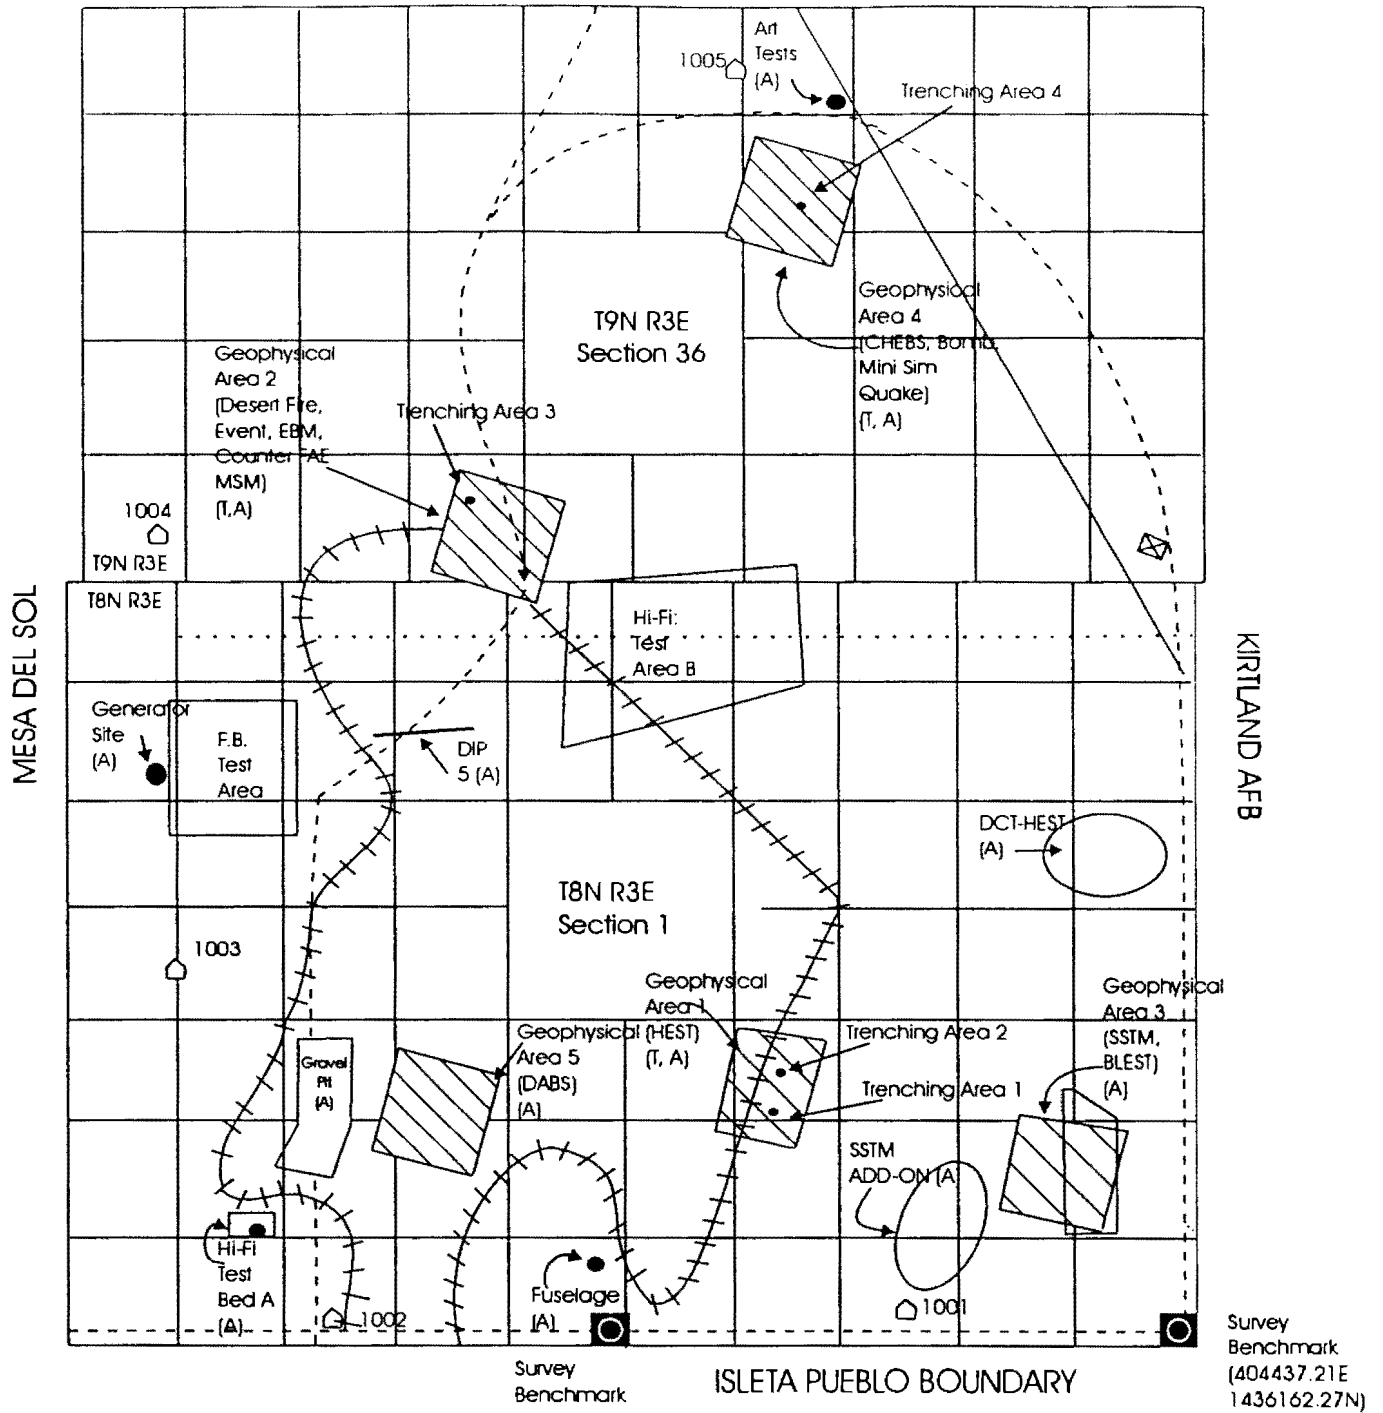 Art
Tests
(A)
1005
Trenching Area 4
Geophysical
Area 4
(CHEBS, Bomb,
Mini Sim
Quake)
(T, A)
T9N R3E
Section 36
Geophysical
Area 2
(Desert Fire,
Event, EBM,
Counter FAE
MSM)
(T,A)
Trenching Area 3
1004
T9N R3E
T8N R3E
MESA DEL SOL
KIRTLAND AFB
Hi-Fi:
Test
Area B
Generator
Site
(A)
F.B.
Test
Area
DIP
5 (A)
DCT-HEST
(A)
T8N R3E
Section 1
1003
Geophysical
Area 1
(HEST)
(T, A)
Geophysical
Area 3
(SSTM,
BLEST)
(A)
Geophysical
Area 5
(DABS)
(A)
Trenching Area 2
Trenching Area 1
Gravel
Pit
(A)
SSTM
ADD-ON (A
Hi-Fi
Test
Bed A
(A)
Fuselage
(A)
1002
1001
Survey
Benchmark
ISLETA PUEBLO BOUNDARY
Survey
Benchmark
(404437.21E
1436162.27N)